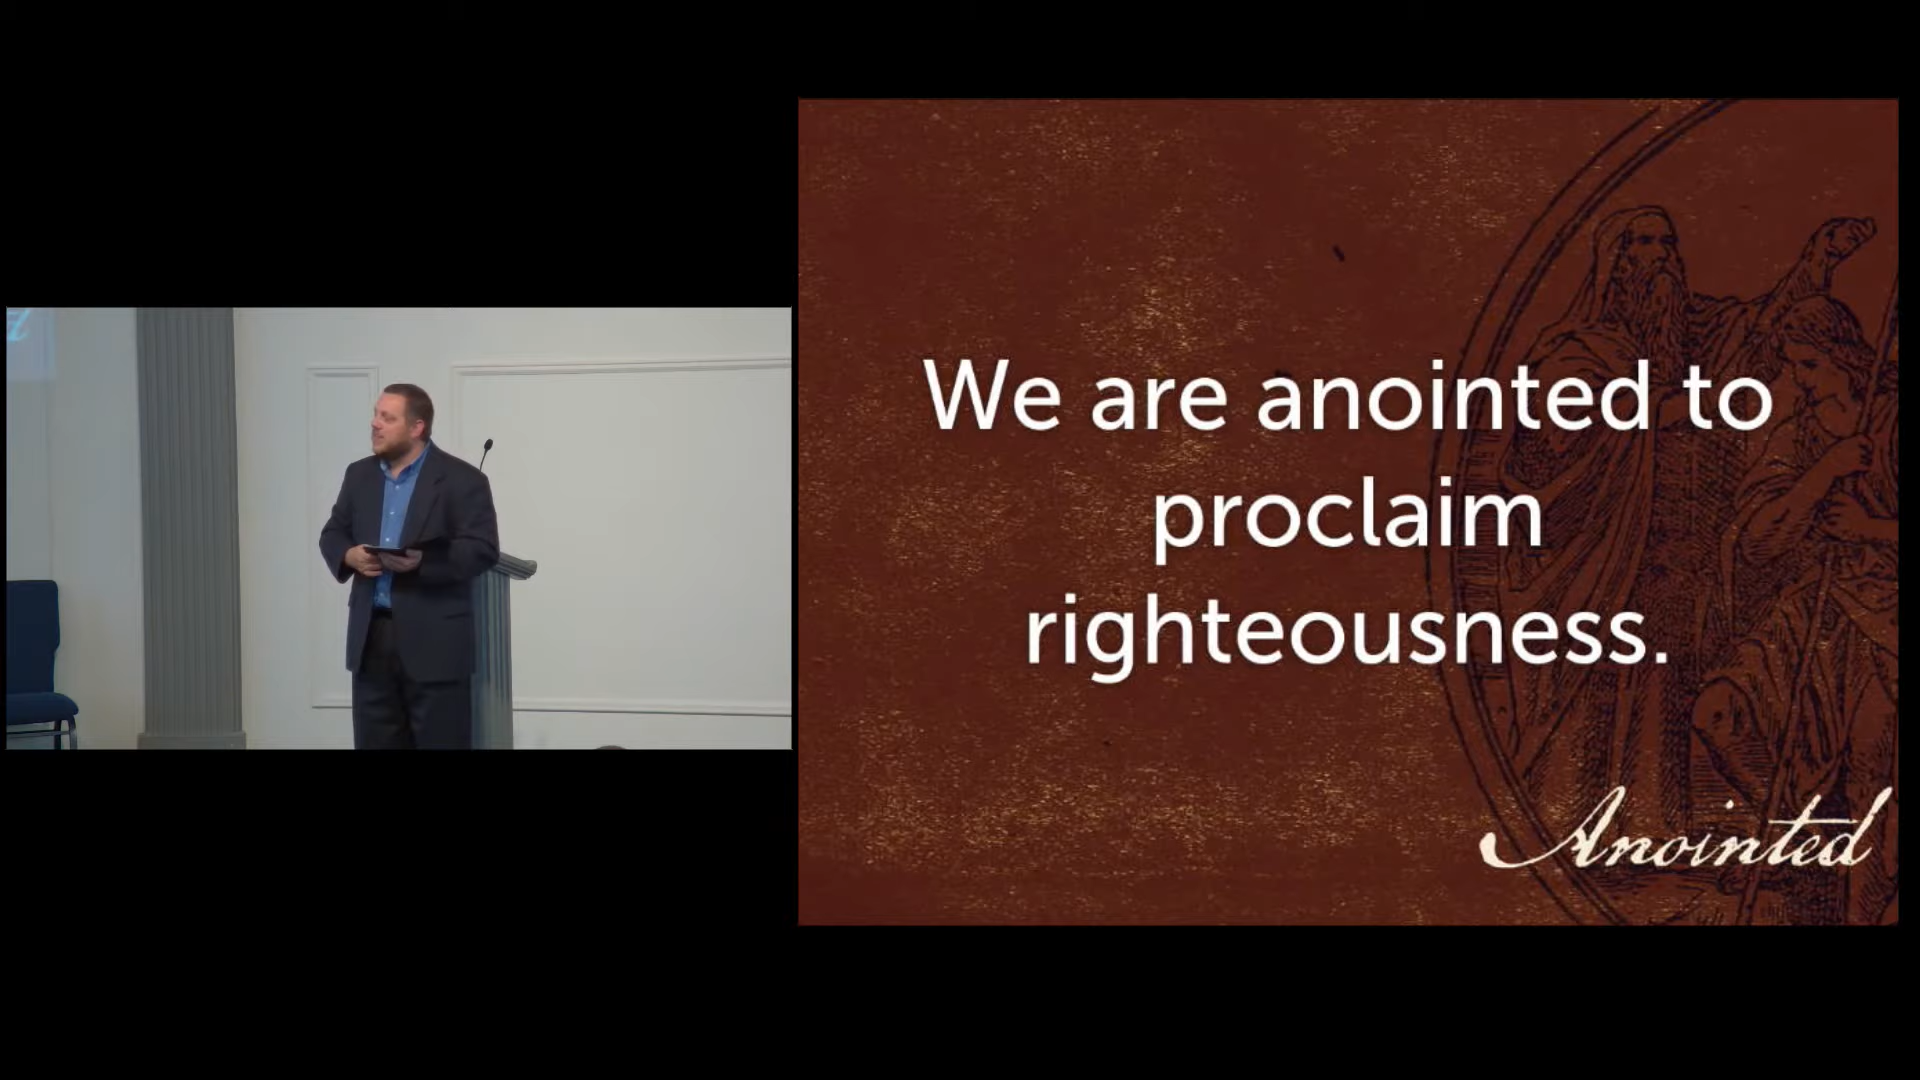 We are anointed to
proclaim
righteousness.
Anointed